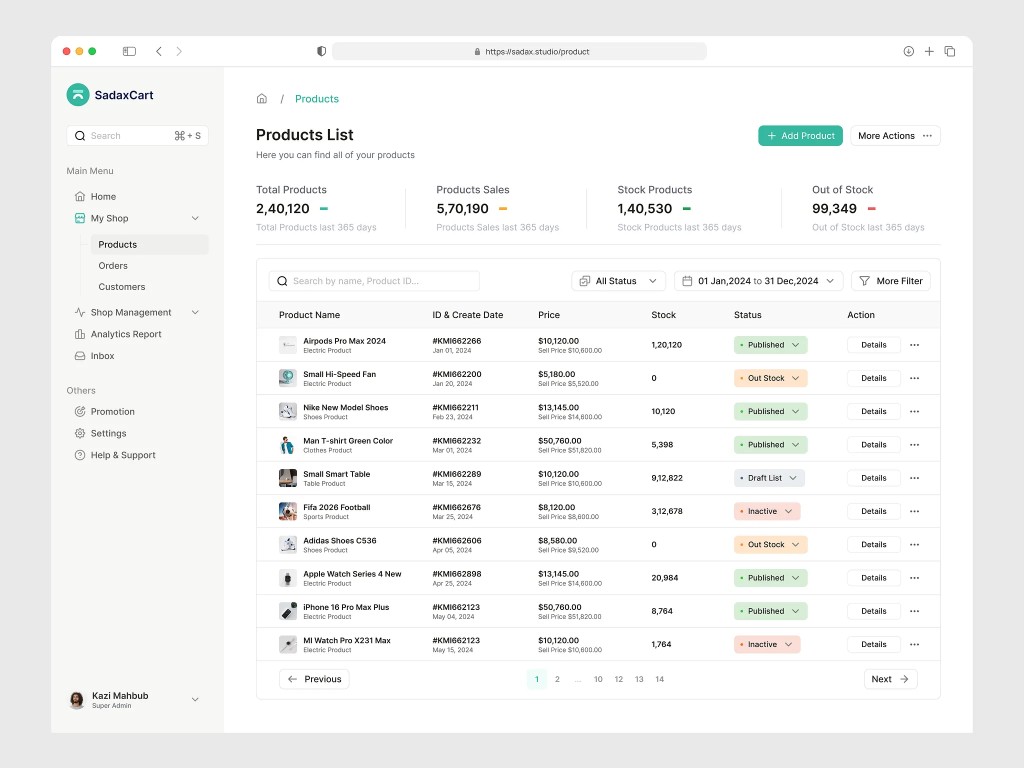 https://sadax.studio/product
SadaxCart
Search ⌘ + S
Main Menu
Home
My Shop
Products
Orders
Customers
Shop Management
Analytics Report
Inbox
Others
Promotion
Settings
Help & Support
Kazi Mahbub
Super Admin
/ Products
Products List
Here you can find all of your products
+ Add Product
More Actions ...
Total Products
2,40,120
Total Products last 365 days
Products Sales
5,70,190
Products Sales last 365 days
Stock Products
1,40,530
Stock Products last 365 days
Out of Stock
99,349
Out of Stock last 365 days
Search by name, Product ID...
All Status
01 Jan,2024 to 31 Dec,2024
More Filter
Product Name ID & Create Date Price Stock Status Action
Airpods Pro Max 2024 #KMI662266 $10,120.00 1,20,120 Published Details ...
Electric Product Jan 01, 2024 Sell Price $10,600.00
Small Hi-Speed Fan #KMI662200 $5,180.00 0 Out Stock Details ...
Electric Product Jan 20, 2024 Sell Price $5,520.00
Nike New Model Shoes #KMI662211 $13,145.00 10,120 Published Details ...
Shoes Product Feb 23, 2024 Sell Price $14,600.00
Man T-shirt Green Color #KMI662232 $50,760.00 5,398 Published Details ...
Clothes Product Mar 01, 2024 Sell Price $51,820.00
Small Smart Table #KMI662289 $10,120.00 9,12,822 Draft List Details ...
Table Product Mar 15, 2024 Sell Price $10,600.00
Fifa 2026 Football #KMI662676 $8,120.00 3,12,678 Inactive Details ...
Sports Product Mar 25, 2024 Sell Price $8,600.00
Adidas Shoes C536 #KMI662606 $8,580.00 0 Out Stock Details ...
Shoes Product Apr 05, 2024 Sell Price $9,520.00
Apple Watch Series 4 New #KMI662898 $13,145.00 20,984 Published Details ...
Electric Product Apr 25, 2024 Sell Price $14,600.00
iPhone 16 Pro Max Plus #KMI662123 $50,760.00 8,764 Published Details ...
Electric Product May 04, 2024 Sell Price $51,820.00
MI Watch Pro X231 Max #KMI662123 $10,120.00 1,764 Inactive Details ...
Electric Product May 15, 2024 Sell Price $10,600.00
Previous 1 2 ... 10 12 13 14 Next